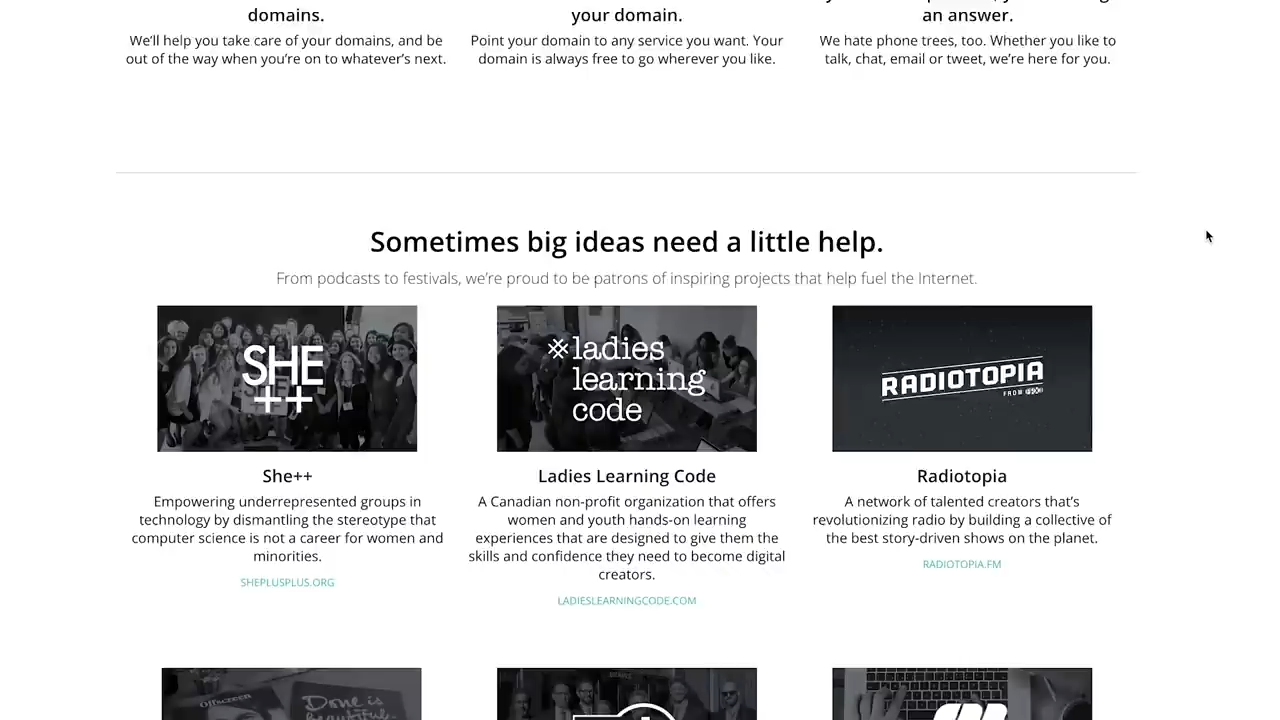 domains.
your domain.
an answer.
We'll help you take care of your domains, and be
out of the way when you're on to whatever's next.
Point your domain to any service you want. Your
domain is always free to go wherever you like.
We hate phone trees, too. Whether you like to
talk, chat, email or tweet, we're here for you.
Sometimes big ideas need a little help.
From podcasts to festivals, we're proud to be patrons of inspiring projects that help fuel the Internet.
SHE
++
ladies
learning
code
RADIOTOPIA
FROM
She++
Empowering underrepresented groups in
technology by dismantling the stereotype that
computer science is not a career for women and
minorities.
SHEPLUSPLUS.ORG
Ladies Learning Code
A Canadian non-profit organization that offers
women and youth hands-on learning
experiences that are designed to give them the
skills and confidence they need to become digital
creators.
LADIESLEARNINGCODE.COM
Radiotopia
A network of talented creators that's
revolutionizing radio by building a collective of
the best story-driven shows on the planet.
RADIOTOPIA.FM
Offscreen
Done is
beautiful